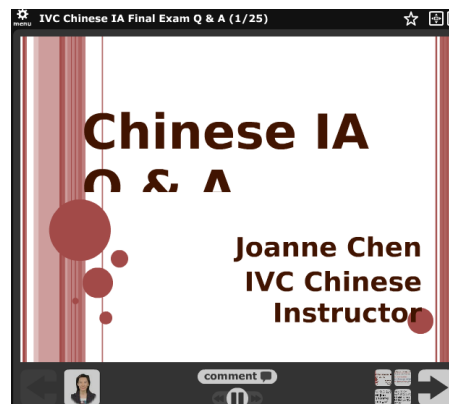 menu
IVC Chinese IA Final Exam Q & A (1/25)
Chinese IA
Q & A
Joanne Chen
IVC Chinese
Instructor
comment